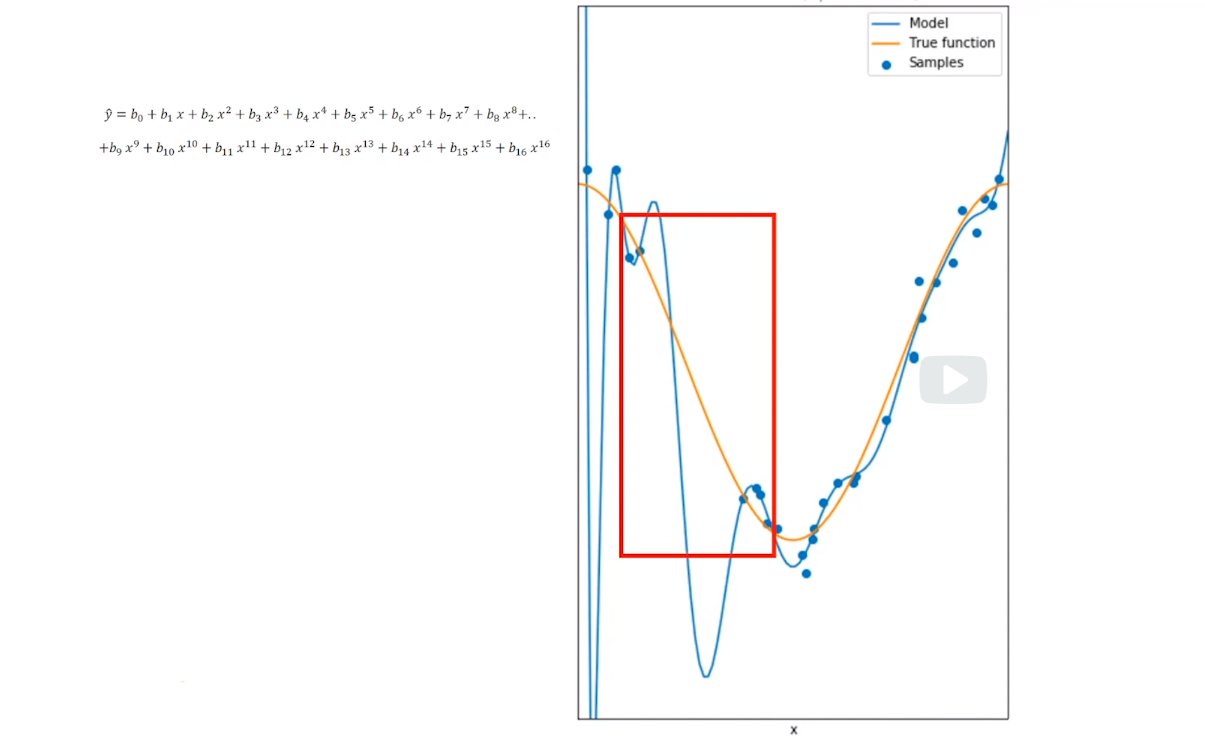 ŷ = b₀ + b₁ x + b₂ x² + b₃ x³ + b₄ x⁴ + b₅ x⁵ + b₆ x⁶ + b₇ x⁷ + b₈ x⁸+..
+b₉ x⁹ + b₁₀ x¹⁰ + b₁₁ x¹¹ + b₁₂ x¹² + b₁₃ x¹³ + b₁₄ x¹⁴ + b₁₅ x¹⁵ + b₁₆ x¹⁶
Model
True function
Samples
x